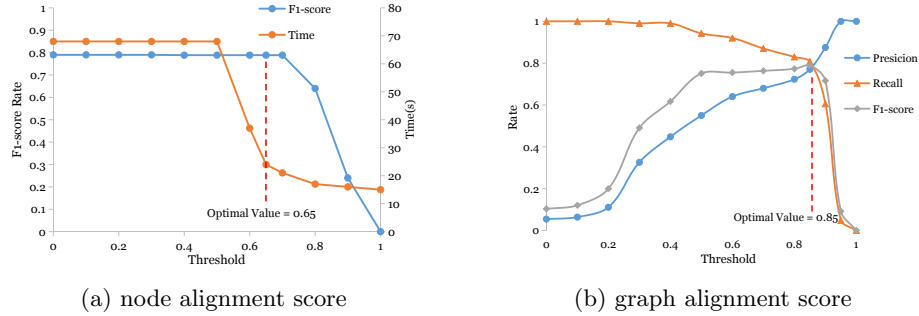 F1-score
Time
F1-score Rate
1
0.9
0.8
0.7
0.6
0.5
0.4
0.3
0.2
0.1
0
80
70
60
50
40
30
20
10
0
Time(s)
Optimal Value = 0.65
0 0.2 0.4 0.6 0.8 1
Threshold
(a) node alignment score
Rate
1
0.8
0.6
0.4
0.2
0
Presicion
Recall
F1-score
Optimal Value = 0.85
0 0.2 0.4 0.6 0.8 1
Threshold
(b) graph alignment score